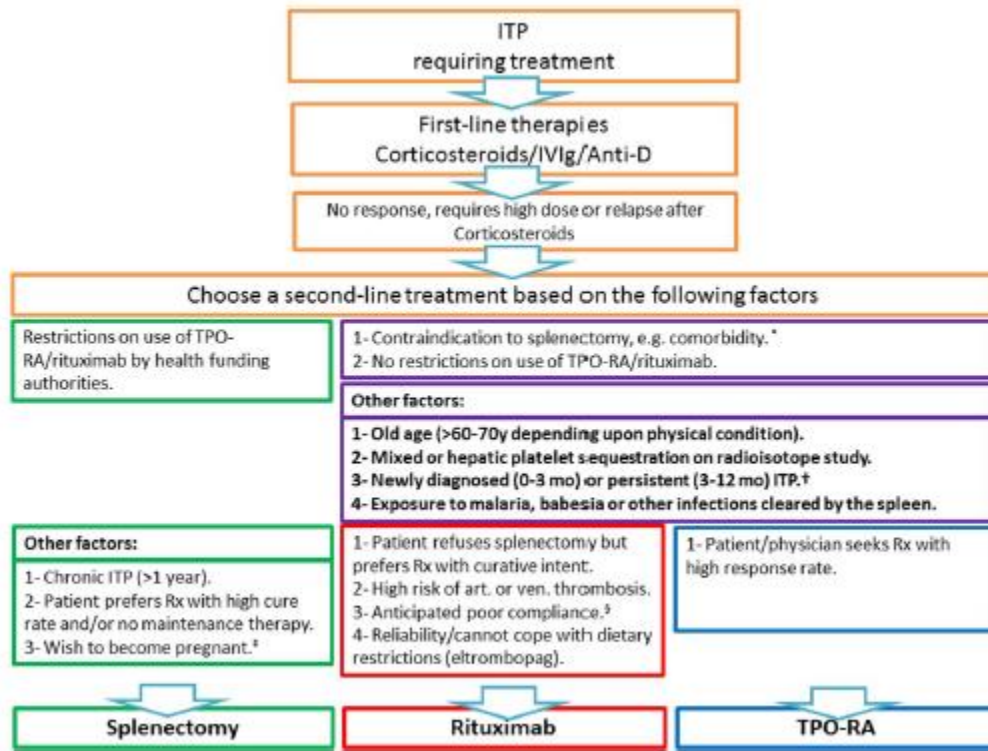 ITP
requiring treatment
First-line therapies
Corticosteroids/IVIg/Anti-D
No response, requires high dose or relapse after
Corticosteroids
Choose a second-line treatment based on the following factors
Restrictions on use of TPO-
RA/rituximab by health funding
authorities.
1- Contraindication to splenectomy, e.g. comorbidity.*
2- No restrictions on use of TPO-RA/rituximab.
Other factors:
1- Old age (>60-70y depending upon physical condition).
2- Mixed or hepatic platelet sequestration on radioisotope study.
3- Newly diagnosed (0-3 mo) or persistent (3-12 mo) ITP.†
4- Exposure to malaria, babesia or other infections cleared by the spleen.
Other factors:
1- Chronic ITP (>1 year).
2- Patient prefers Rx with high cure
rate and/or no maintenance therapy.
3- Wish to become pregnant.‡
1- Patient refuses splenectomy but
prefers Rx with curative intent.
2- High risk of art. or ven. thrombosis.
3- Anticipated poor compliance.§
4- Reliability/cannot cope with dietary
restrictions (eltrombopag).
1- Patient/physician seeks Rx with
high response rate.
Splenectomy
Rituximab
TPO-RA